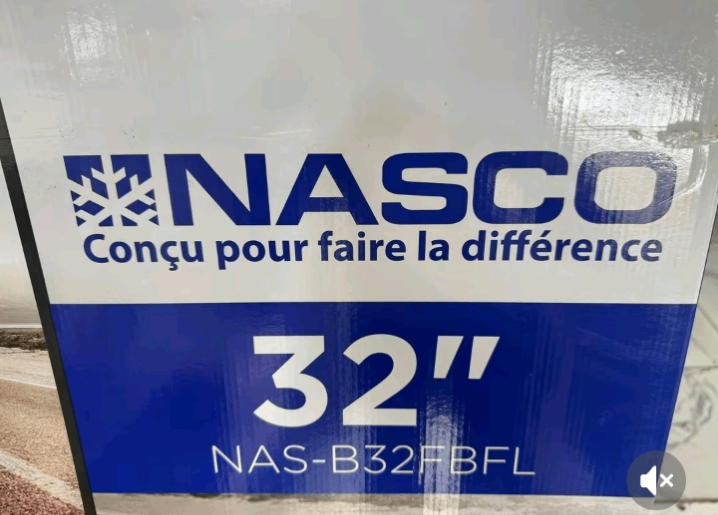 NASCO
Conçu pour faire la différence
32"
NAS-B32FBFL